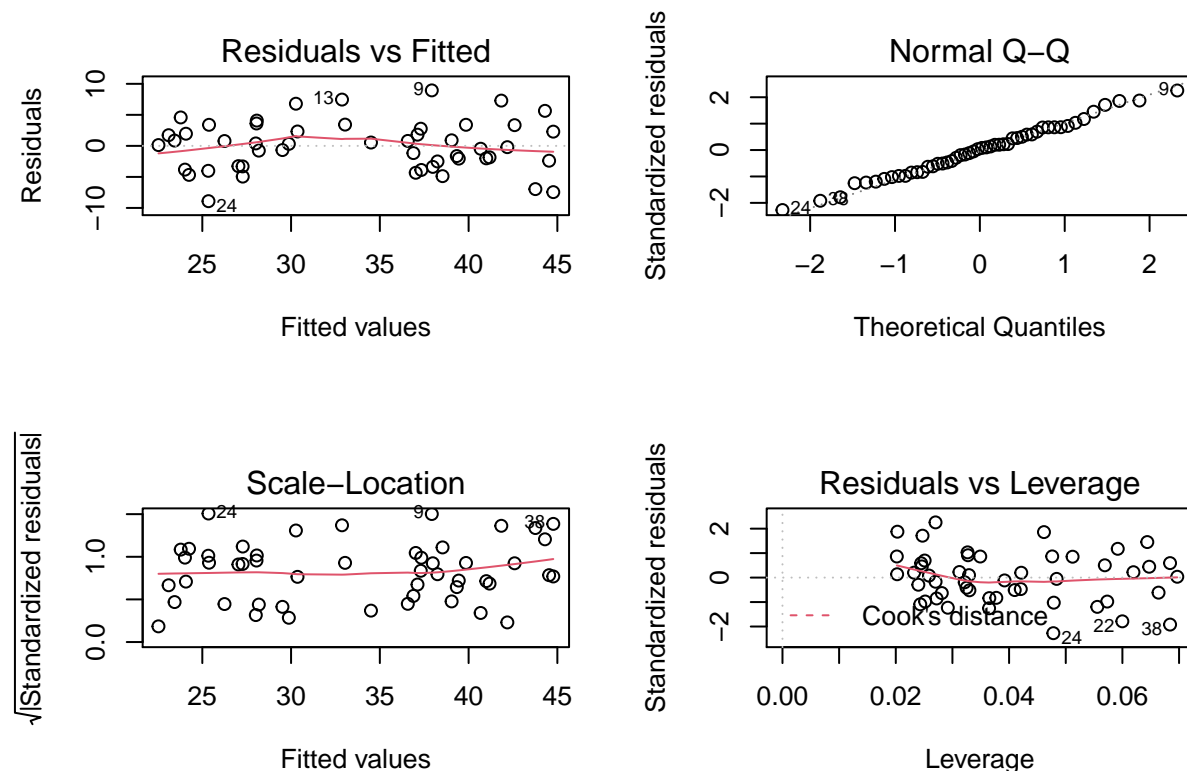 Residuals vs Fitted
Residuals
10
0
−10
13
9
24
25 30 35 40 45
Fitted values
Normal Q−Q
Standardized residuals
2
0
−2
9
24
38
−2 −1 0 1 2
Theoretical Quantiles
Scale−Location
√|Standardized residuals|
1.0
0.0
24
9
38
25 30 35 40 45
Fitted values
Residuals vs Leverage
Standardized residuals
2
0
−2
Cook's distance
24
22
38
0.00 0.02 0.04 0.06
Leverage